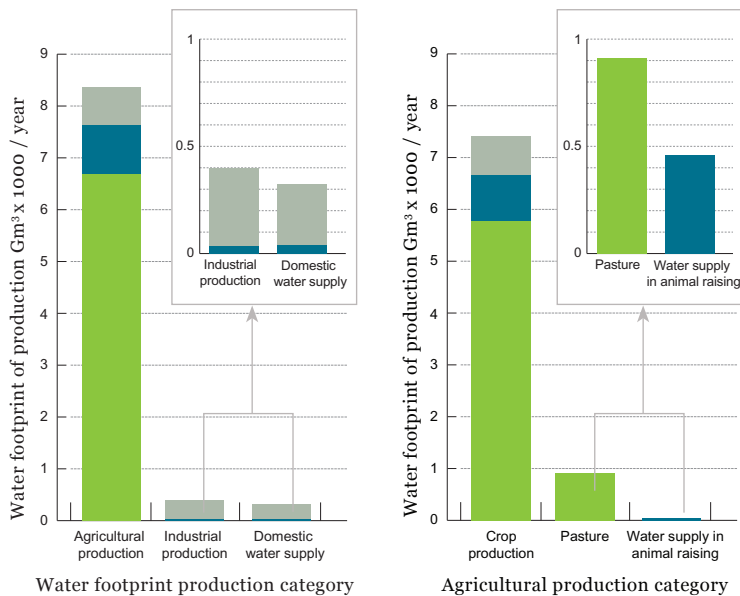 Water footprint of production Gm³ x 1000 / year
9
8
7
6
5
4
3
2
1
0
1
0.5
0
Industrial
production
Domestic
water supply
Agricultural
production
Industrial
production
Domestic
water supply
Water footprint production category
Water footprint of production Gm³ x 1000 / year
9
8
7
6
5
4
3
2
1
0
1
0.5
0
Pasture
Water supply
in animal raising
Crop
production
Pasture
Water supply in
animal raising
Agricultural production category